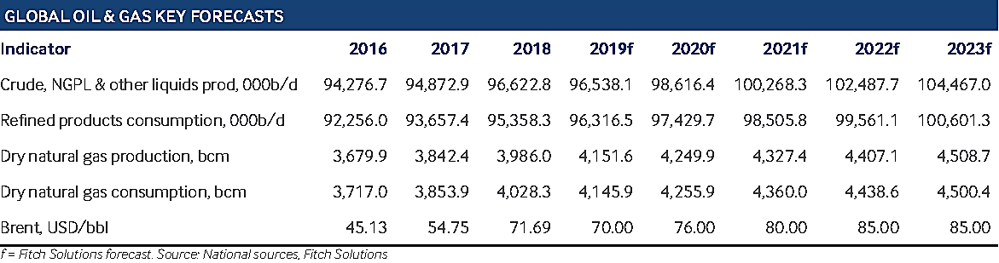 GLOBAL OIL & GAS KEY FORECASTS
Indicator 2016 2017 2018 2019f 2020f 2021f 2022f 2023f
Crude, NGPL & other liquids prod, 000b/d 94,276.7 94,872.9 96,622.8 96,538.1 98,616.4 100,268.3 102,487.7 104,467.0
Refined products consumption, 000b/d 92,256.0 93,657.4 95,358.3 96,316.5 97,429.7 98,505.8 99,561.1 100,601.3
Dry natural gas production, bcm 3,679.9 3,842.4 3,986.0 4,151.6 4,249.9 4,327.4 4,407.1 4,508.7
Dry natural gas consumption, bcm 3,717.0 3,853.9 4,028.3 4,145.9 4,255.9 4,360.0 4,438.6 4,500.4
Brent, USD/bbl 45.13 54.75 71.69 70.00 76.00 80.00 85.00 85.00
f = Fitch Solutions forecast. Source: National sources, Fitch Solutions